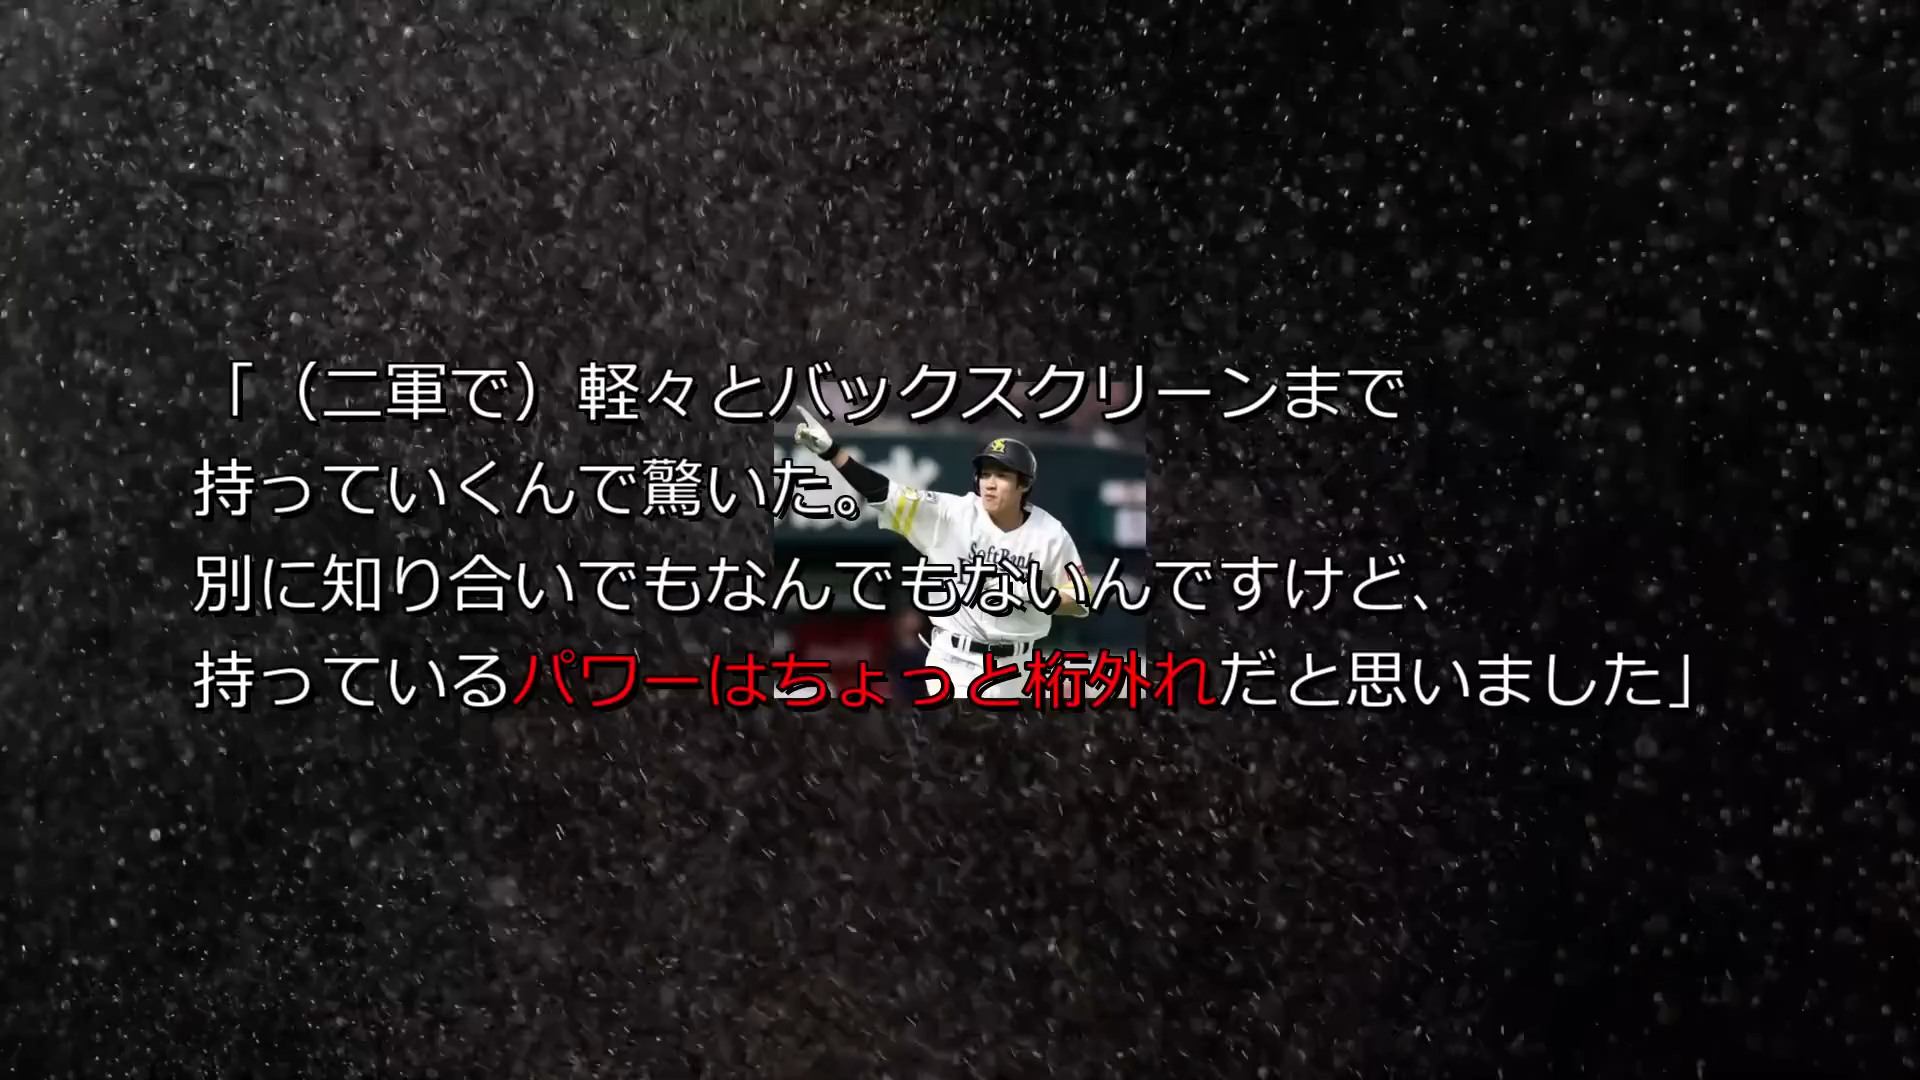 「（二軍で）軽々とバックスクリーンまで
持っていくんで驚いた。
別に知り合いでもなんでもないんですけど、
持っているパワーはちょっと桁外れだと思いました」
SoftBank